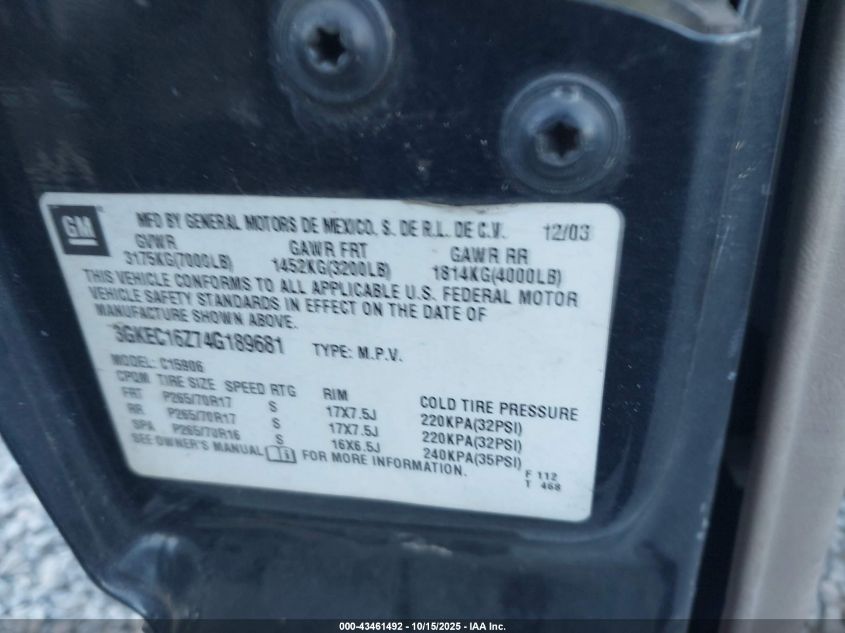 GM
MFD BY GENERAL MOTORS DE MEXICO, S. DE R.L. DE C.V. 12/03
GVWR GAWR FRT GAWR RR
3175KG(7000LB) 1452KG(3200LB) 1814KG(4000LB)
THIS VEHICLE CONFORMS TO ALL APPLICABLE U.S. FEDERAL MOTOR
VEHICLE SAFETY STANDARDS IN EFFECT ON THE DATE OF
MANUFACTURE SHOWN ABOVE.
3GKEC16Z74G189681 TYPE: M.P.V.
MODEL: C15906
CPQM TIRE SIZE SPEED RTG RIM COLD TIRE PRESSURE
FRT P265/70R17 S 17X7.5J 220KPA(32PSI)
RR P265/70R17 S 17X7.5J 220KPA(32PSI)
SPA P265/70R16 S 16X6.5J 240KPA(35PSI)
SEE OWNER'S MANUAL FOR MORE INFORMATION.
F 112
T 468
000-43461492 - 10/15/2025 - IAA Inc.